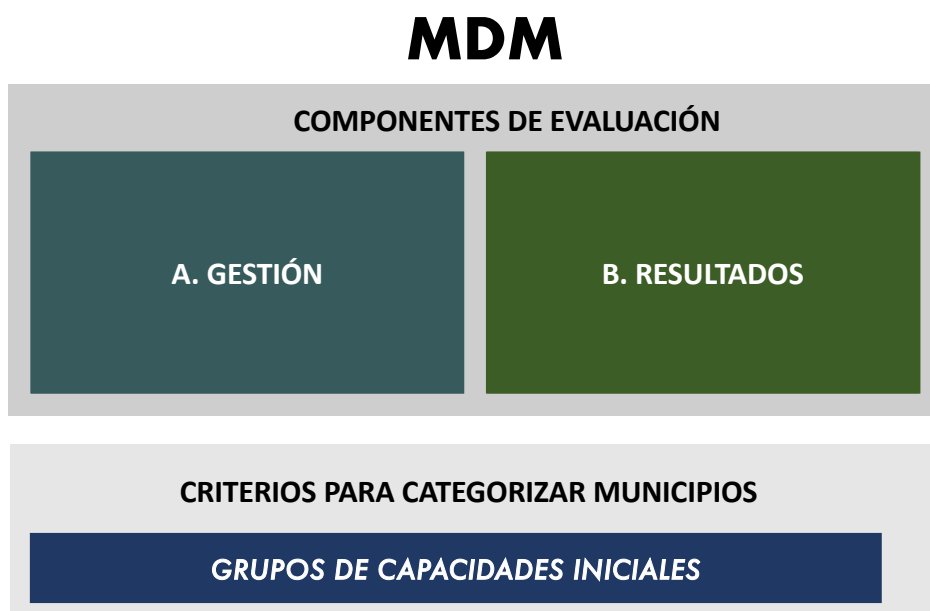 MDM
COMPONENTES DE EVALUACIÓN
A. GESTIÓN
B. RESULTADOS
CRITERIOS PARA CATEGORIZAR MUNICIPIOS
GRUPOS DE CAPACIDADES INICIALES